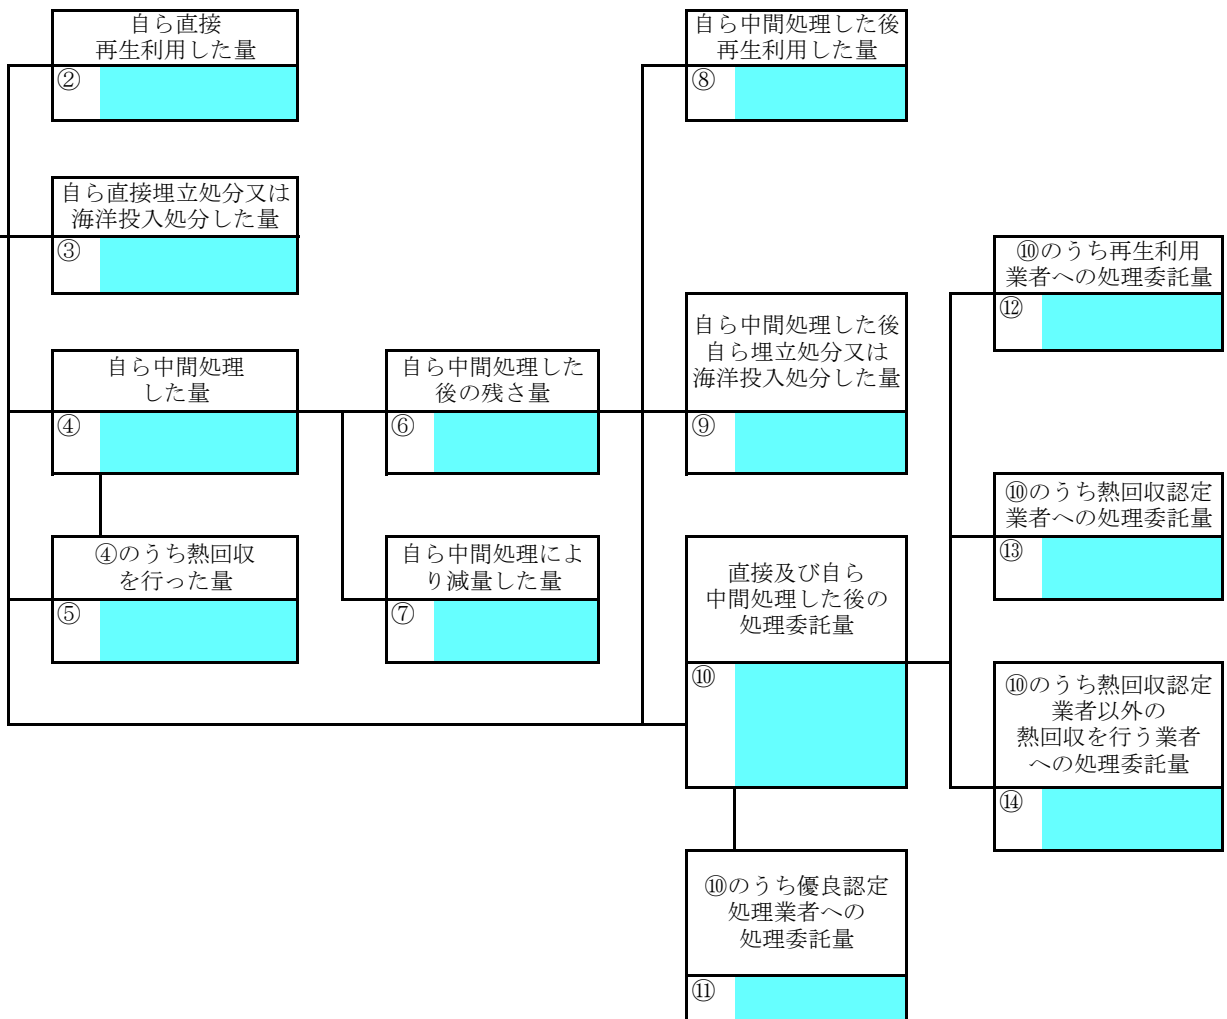 自ら直接
再生利用した量
②
自ら直接埋立処分又は
海洋投入処分した量
③
自ら中間処理
した量
④
④のうち熱回収
を行った量
⑤
自ら中間処理した
後の残さ量
⑥
自ら中間処理によ
り減量した量
⑦
自ら中間処理した後
再生利用した量
⑧
自ら中間処理した後
自ら埋立処分又は
海洋投入処分した量
⑨
直接及び自ら
中間処理した後の
処理委託量
⑩
⑩のうち優良認定
処理業者への
処理委託量
⑪
⑩のうち再生利用
業者への処理委託量
⑫
⑩のうち熱回収認定
業者への処理委託量
⑬
⑩のうち熱回収認定
業者以外の
熱回収を行う業者
への処理委託量
⑭